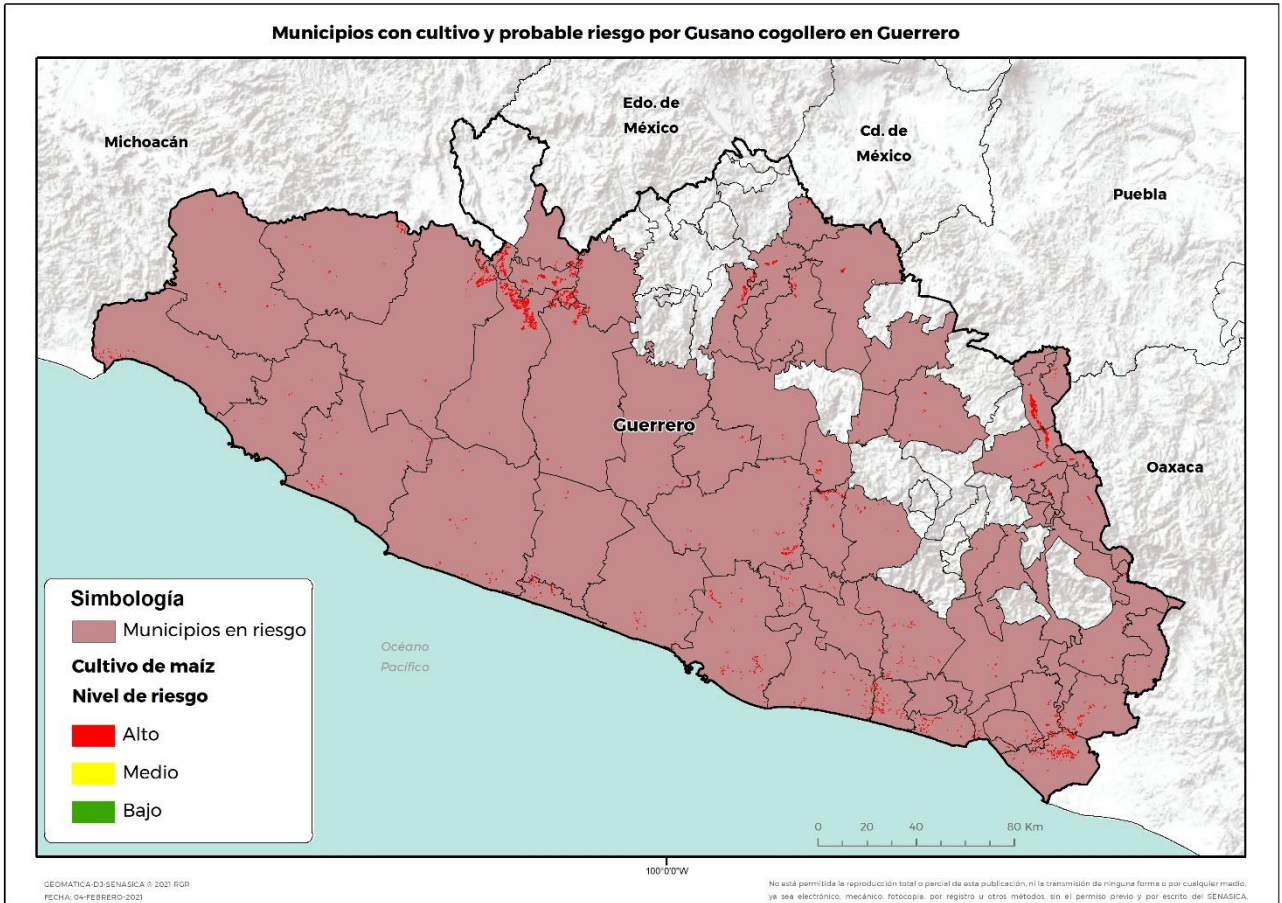 Municipios con cultivo y probable riesgo por Gusano cogollero en Guerrero
Edo. de
México
Cd. de
México
Michoacán
Puebla
Guerrero
Oaxaca
Océano
Pacífico
Simbología
Municipios en riesgo
Cultivo de maíz
Nivel de riesgo
Alto
Medio
Bajo
0 20 40 80 Km
100°0'0"W
GEOMATICA-DJ-SENASICA ® 2021 RGR
FECHA: 04-FEBRERO-2021
No está permitida la reproducción total o parcial de esta publicación, ni la transmisión de ninguna forma o por cualquier medio,
ya sea electrónico, mecánico, fotocopia, por registro u otros métodos, sin el permiso previo y por escrito del SENASICA.